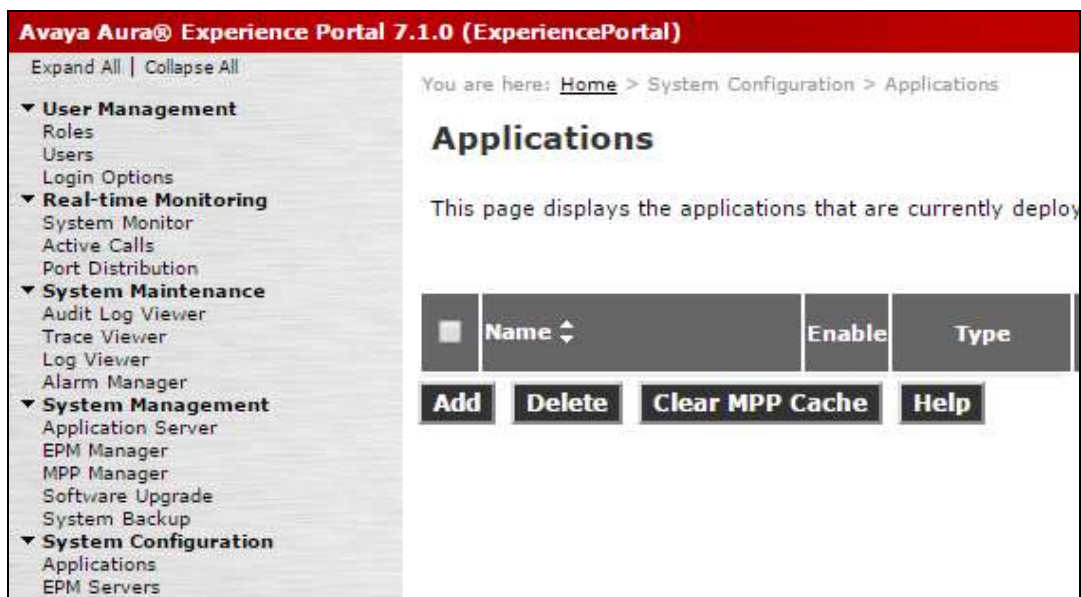 Avaya Aura® Experience Portal 7.1.0 (ExperiencePortal)
Expand All | Collapse All
▼ User Management
Roles
Users
Login Options
▼ Real-time Monitoring
System Monitor
Active Calls
Port Distribution
▼ System Maintenance
Audit Log Viewer
Trace Viewer
Log Viewer
Alarm Manager
▼ System Management
Application Server
EPM Manager
MPP Manager
Software Upgrade
System Backup
▼ System Configuration
Applications
EPM Servers
You are here: Home > System Configuration > Applications
Applications
This page displays the applications that are currently deploy
Name Enable Type
Add Delete Clear MPP Cache Help